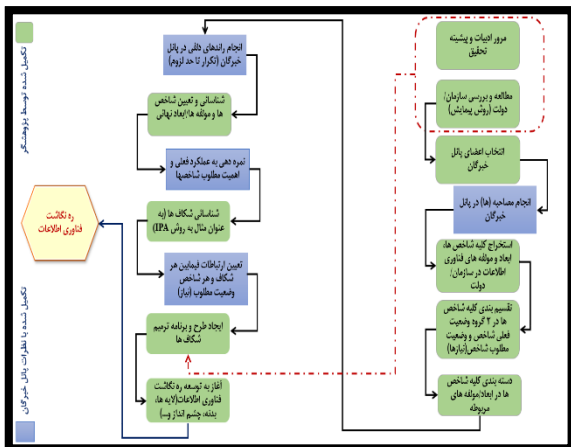 مرور ادبیات و پیشینه
تحقیق
مطالعه و بررسی سازمان/
دولت (روش پیمایش)
انتخاب اعضای پانل
خبرگان
انجام مصاحبه (ها) در پانل
خبرگان
استخراج کلیه شاخص ها،
ابعاد و مولفه های فناوری
اطلاعات در سازمان/
دولت
تقسیم بندی کلیه شاخص
ها در ۲ گروه وضعیت
فعلی شاخص و وضعیت
مطلوب شاخص(نیازها)
دسته بندی کلیه شاخص
ها در ابعاد/مولفه های
مربوطه
انجام راندهای دلفی در پانل
خبرگان (تکرار تا حد لزوم)
شناسائی و تعیین شاخص
ها و مولفه ها/ابعاد نهائی
نمره دهی به عملکرد فعلی و
اهمیت مطلوب شاخصها
شناسائی شکاف ها (به
عنوان مثال به روش IPA)
تعیین ارتباطات فیمابین هر
شکاف و هر شاخص
وضعیت مطلوب (نیاز)
ایجاد طرح و برنامه ترمیم
شکاف ها
آغاز به توسعه ره نگاشت
فناوری اطلاعات(لایه ها،
بدنه، چشم انداز و...)
ره نگاشت
فناوری اطلاعات
تکمیل شده توسط پژوهشگر
تکمیل شده با نظرات پانل خبرگان